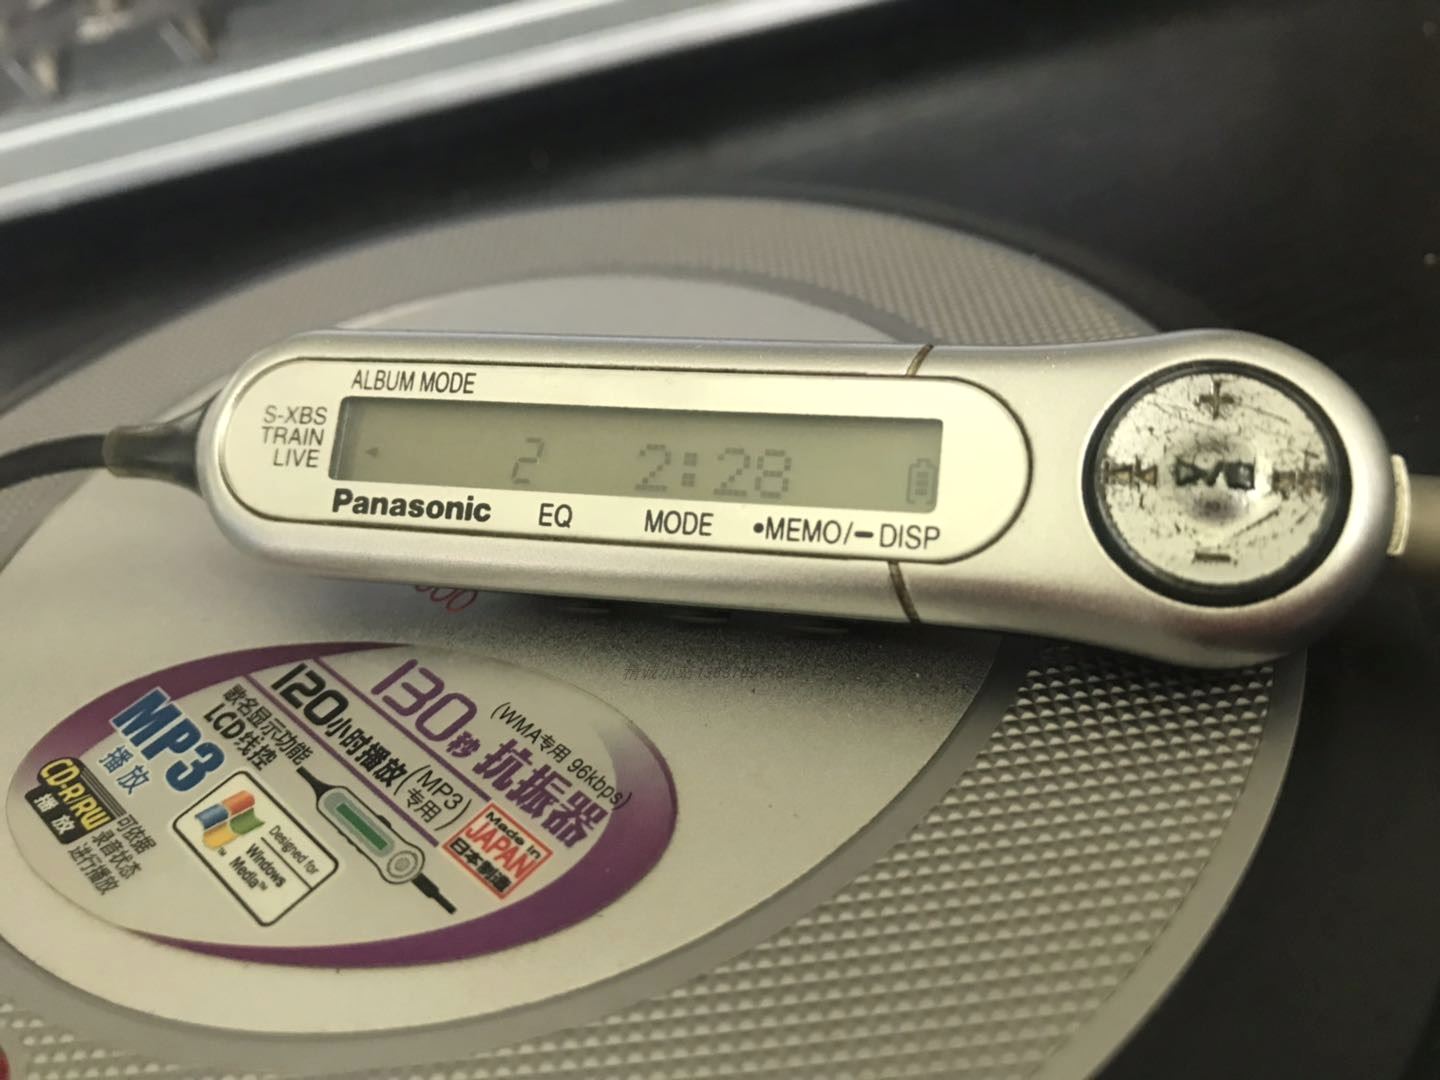 ALBUM MODE
S-XBS
TRAIN
LIVE
2 2:28
Panasonic EQ MODE •MEMO/━DISP
130秒抗振器
(WMA专用 96kbps)
120小时播放(MP3专用)
歌名显示功能
LCD线控
MP3
播放
CD-R/RW
播放
可依据
录音状态
进行播放
Designed for
Windows
Media™
Made in
JAPAN
日本制造